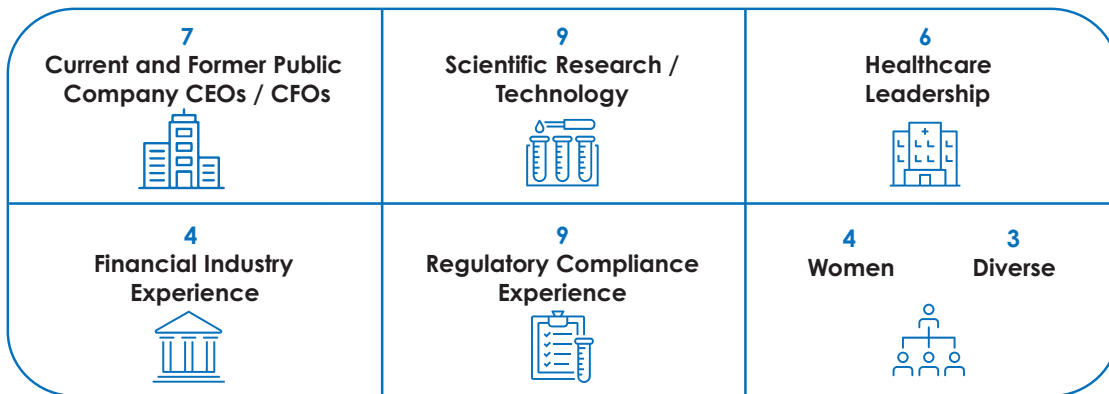 7
Current and Former Public
Company CEOs / CFOs
9
Scientific Research /
Technology
6
Healthcare
Leadership
4
Financial Industry
Experience
9
Regulatory Compliance
Experience
4
Women
3
Diverse